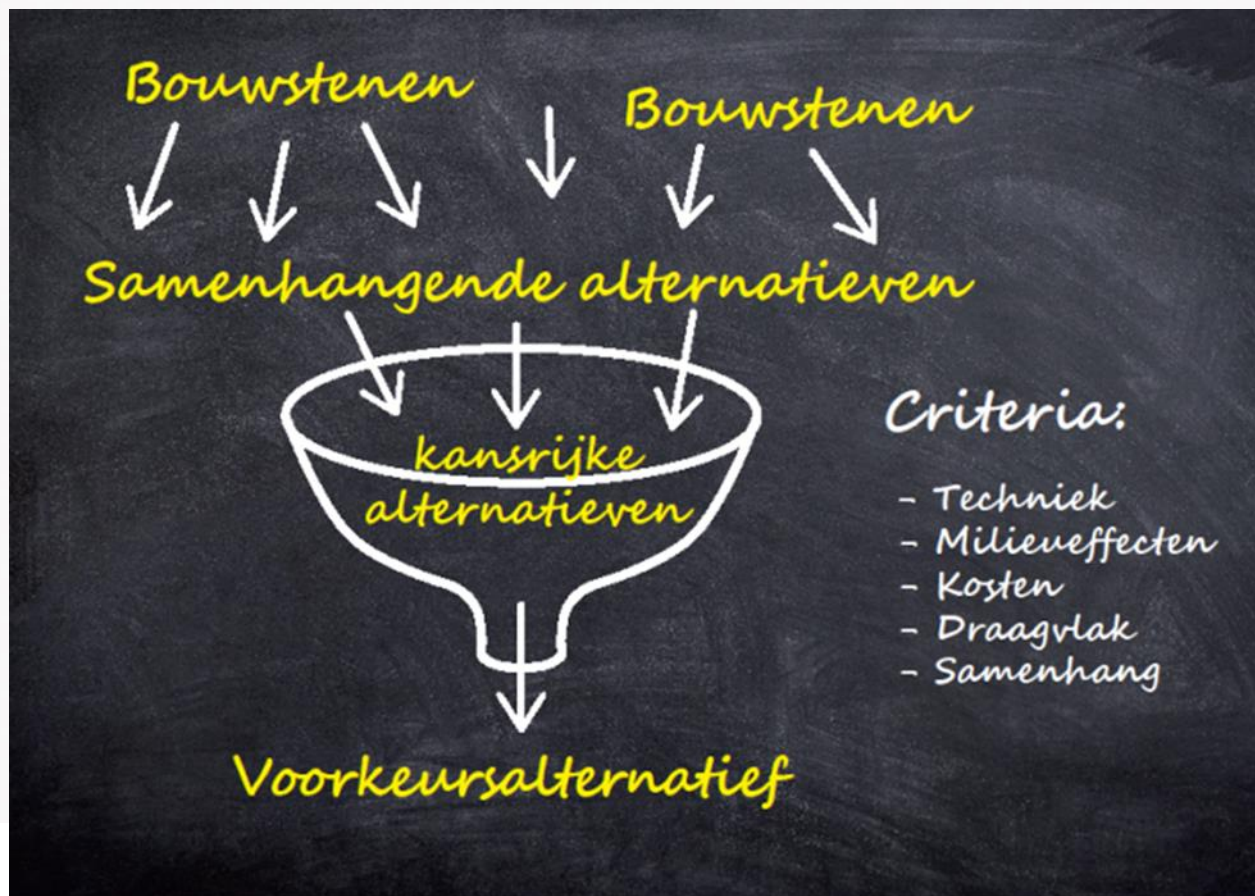 Bouwstenen
Bouwstenen
Samenhangende alternatieven
kansrijke
alternatieven
Criteria:
- Techniek
- Milieueffecten
- Kosten
- Draagvlak
- Samenhang
Voorkeursalternatief